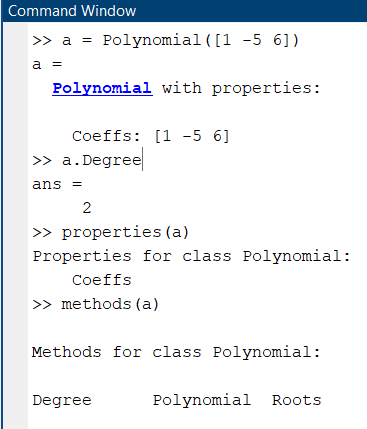 Command Window
>> a = Polynomial([1 -5 6])
a =
Polynomial with properties:
Coeffs: [1 -5 6]
>> a.Degree
ans =
2
>> properties(a)
Properties for class Polynomial:
Coeffs
>> methods(a)
Methods for class Polynomial:
Degree Polynomial Roots